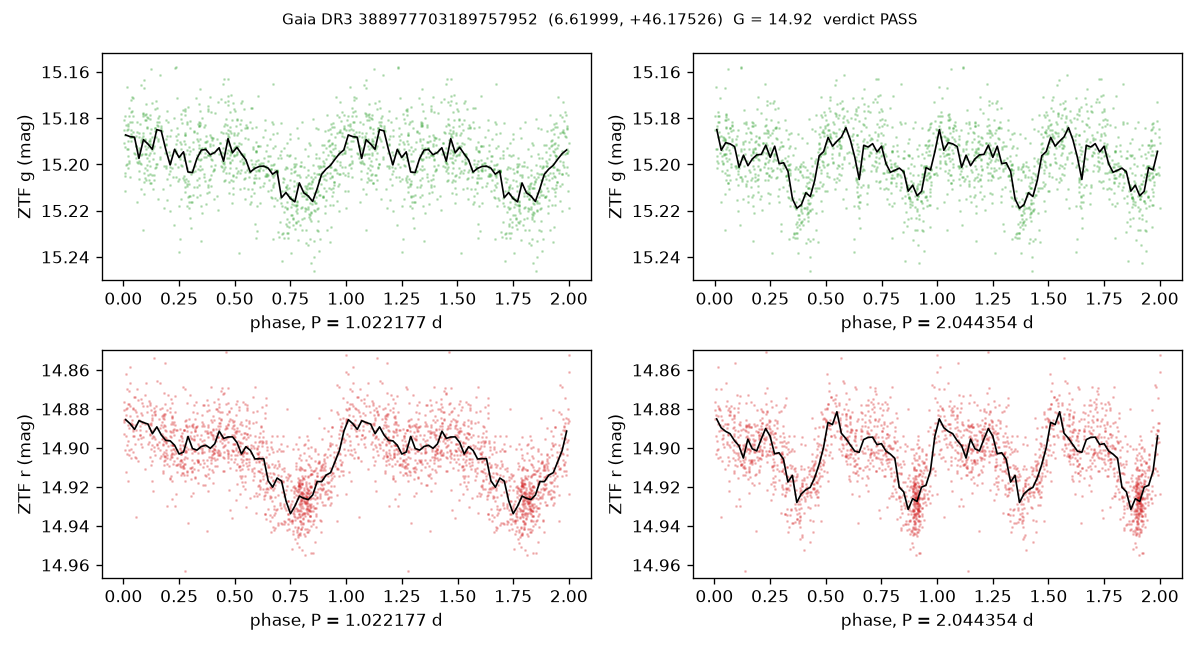 Gaia DR3 388977703189757952 (6.61999, +46.17526) G = 14.92 verdict PASS
ZTF g (mag)
15.16
15.18
15.20
15.22
15.24
0.00 0.25 0.50 0.75 1.00 1.25 1.50 1.75 2.00
phase, P = 1.022177 d
ZTF g (mag)
15.16
15.18
15.20
15.22
15.24
0.00 0.25 0.50 0.75 1.00 1.25 1.50 1.75 2.00
phase, P = 2.044354 d
ZTF r (mag)
14.86
14.88
14.90
14.92
14.94
14.96
0.00 0.25 0.50 0.75 1.00 1.25 1.50 1.75 2.00
phase, P = 1.022177 d
ZTF r (mag)
14.86
14.88
14.90
14.92
14.94
14.96
0.00 0.25 0.50 0.75 1.00 1.25 1.50 1.75 2.00
phase, P = 2.044354 d